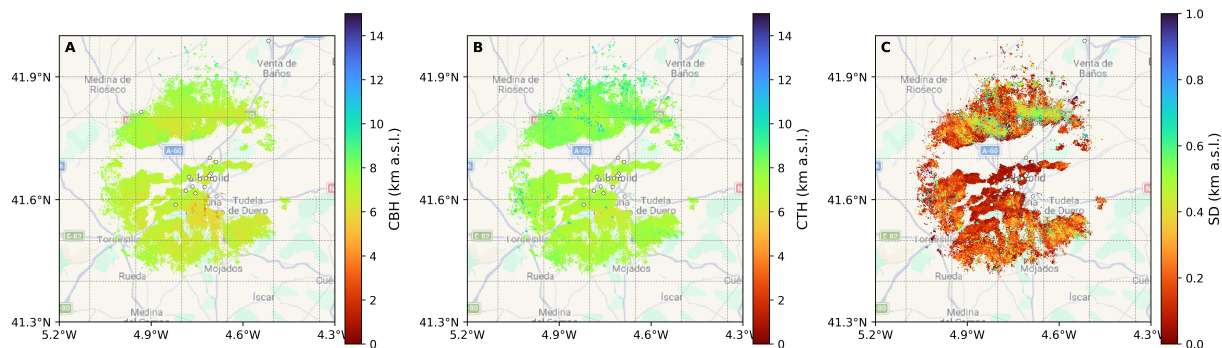 A
41.9°N
41.6°N
41.3°N
5.2°W
4.9°W
4.6°W
4.3°W
Medina de
Rioseco
Venta de
Baños
A-60
Tudela
de Duero
Rueda
Mojados
Íscar
Medina
14
12
10
8
6
4
2
0
CBH (km a.s.l.)
B
41.9°N
41.6°N
41.3°N
5.2°W
4.9°W
4.6°W
Medina de
Rioseco
Venta de
Baños
A-60
Tudela
de Duero
Rueda
Mojados
Íscar
Medina
14
12
10
8
6
4
2
0
CTH (km a.s.l.)
C
41.9°N
41.6°N
41.3°N
5.2°W
4.9°W
4.6°W
Medina de
Rioseco
Venta de
Baños
A-60
Tudela
de Duero
Rueda
Mojados
Íscar
Medina
1.0
0.8
0.6
0.4
0.2
0.0
SD (km a.s.l.)